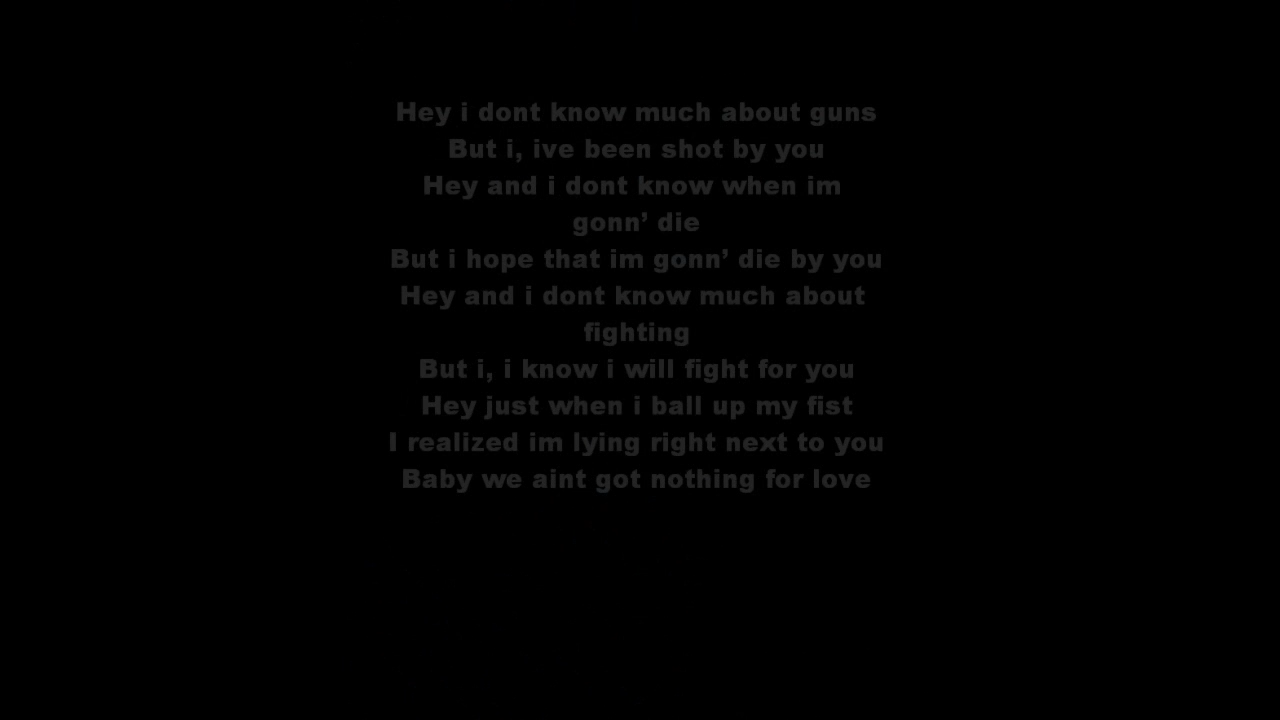 Hey i dont know much about guns
But i, ive been shot by you
Hey and i dont know when im
gonn’ die
But i hope that im gonn’ die by you
Hey and i dont know much about
fighting
But i, i know i will fight for you
Hey just when i ball up my fist
I realized im lying right next to you
Baby we aint got nothing for love